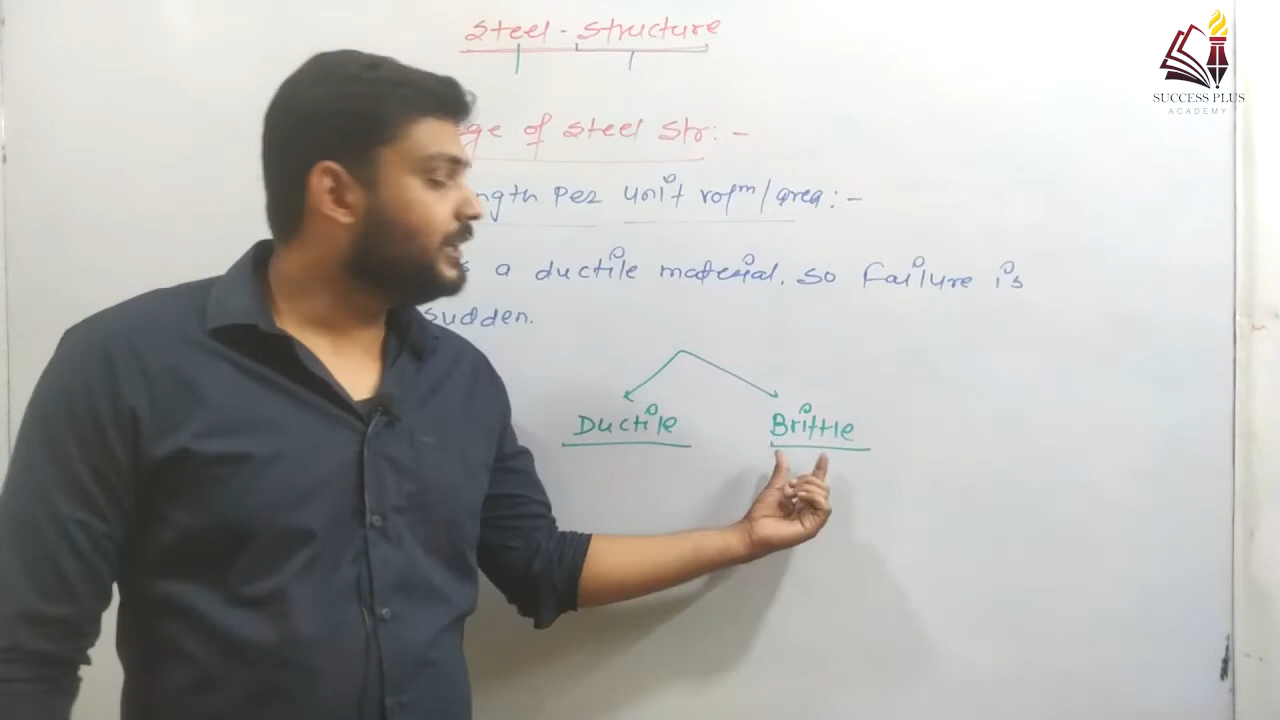 Steel - Structure
SUCCESS PLUS
ACADEMY
ge of Steel Str: -
ngth Per unit / area: -
s a ductile material, so Failure is
sudden.
Ductile Brittle